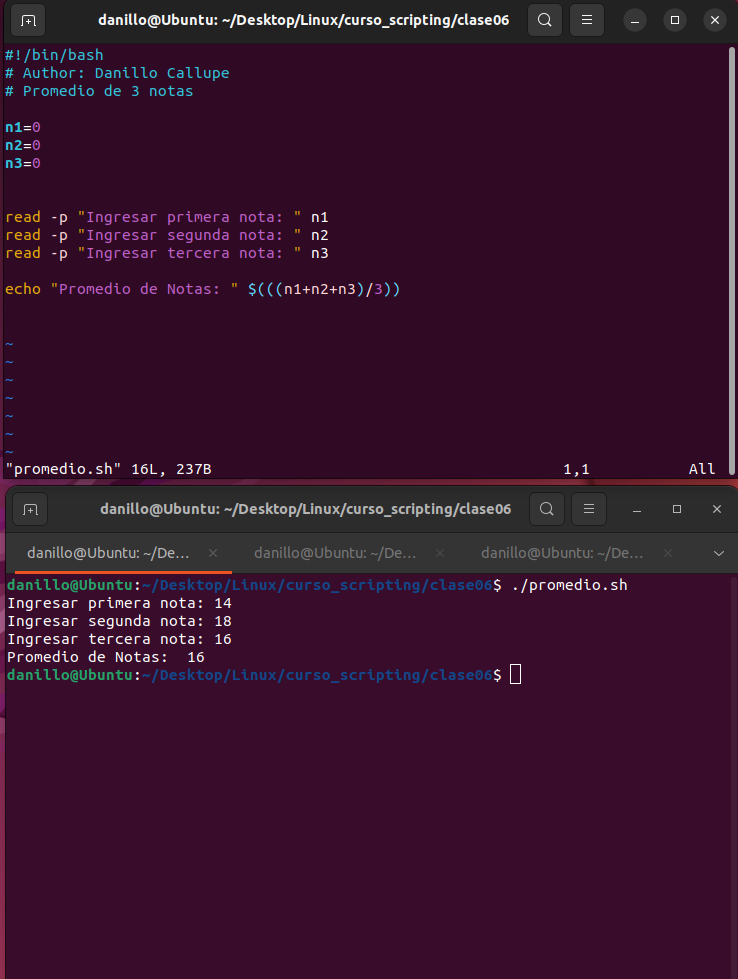 danillo@Ubuntu: ~/Desktop/Linux/curso_scripting/clase06
#!/bin/bash
# Author: Danillo Callupe
# Promedio de 3 notas
n1=0
n2=0
n3=0
read -p "Ingresar primera nota: " n1
read -p "Ingresar segunda nota: " n2
read -p "Ingresar tercera nota: " n3
echo "Promedio de Notas: " $(((n1+n2+n3)/3))
~
~
~
~
~
~
~
"promedio.sh" 16L, 237B 1,1 All
danillo@Ubuntu: ~/Desktop/Linux/curso_scripting/clase06
danillo@Ubuntu: ~/De... danillo@Ubuntu: ~/De... danillo@Ubuntu: ~/De...
danillo@Ubuntu:~/Desktop/Linux/curso_scripting/clase06$ ./promedio.sh
Ingresar primera nota: 14
Ingresar segunda nota: 18
Ingresar tercera nota: 16
Promedio de Notas:  16
danillo@Ubuntu:~/Desktop/Linux/curso_scripting/clase06$